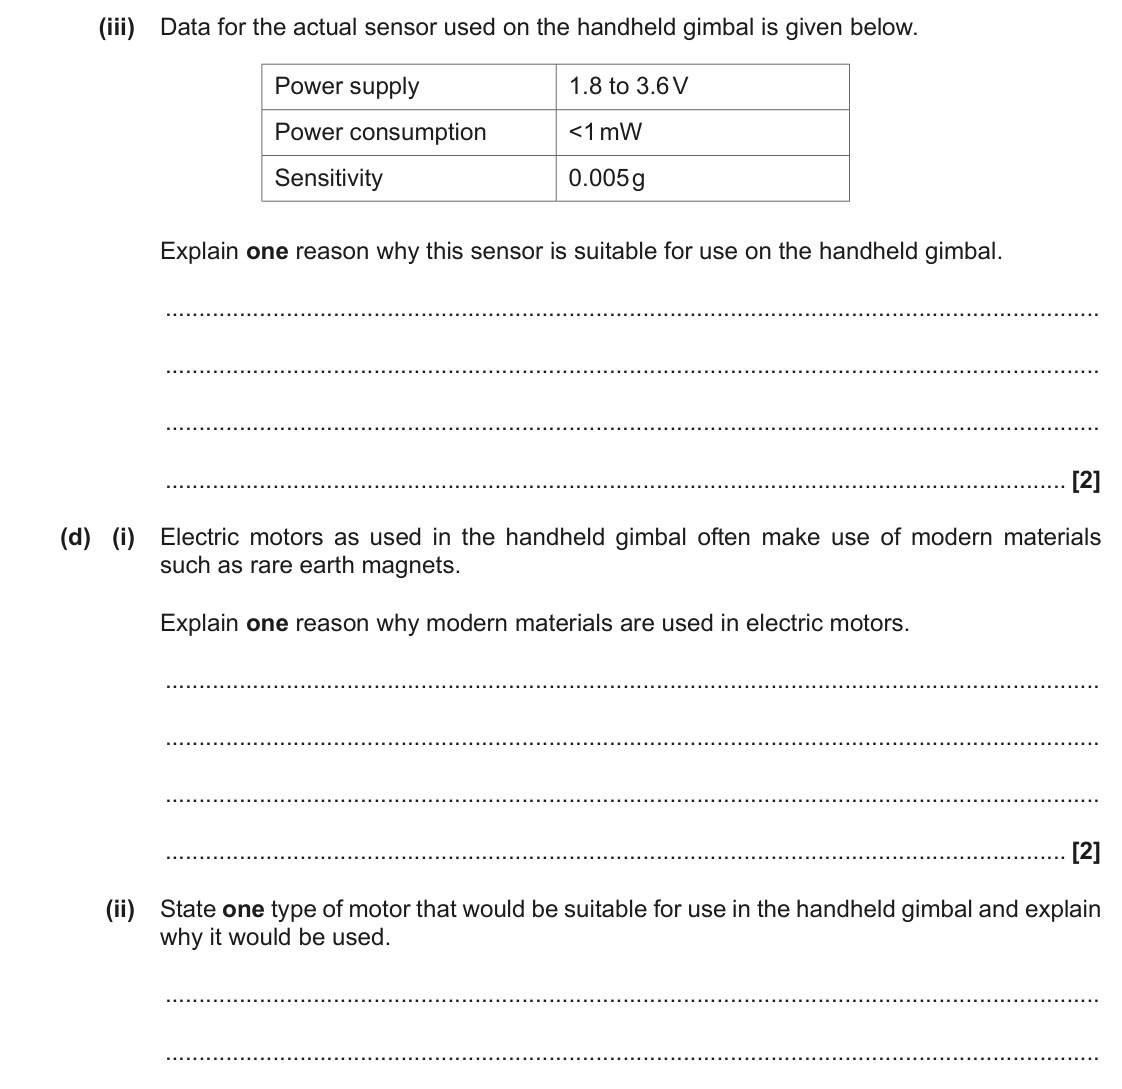 (iii) Data for the actual sensor used on the handheld gimbal is given below.
Power supply 1.8 to 3.6 V
Power consumption <1 mW
Sensitivity 0.005 g
Explain one reason why this sensor is suitable for use on the handheld gimbal.
[2]
(d) (i) Electric motors as used in the handheld gimbal often make use of modern materials
such as rare earth magnets.
Explain one reason why modern materials are used in electric motors.
[2]
(ii) State one type of motor that would be suitable for use in the handheld gimbal and explain
why it would be used.